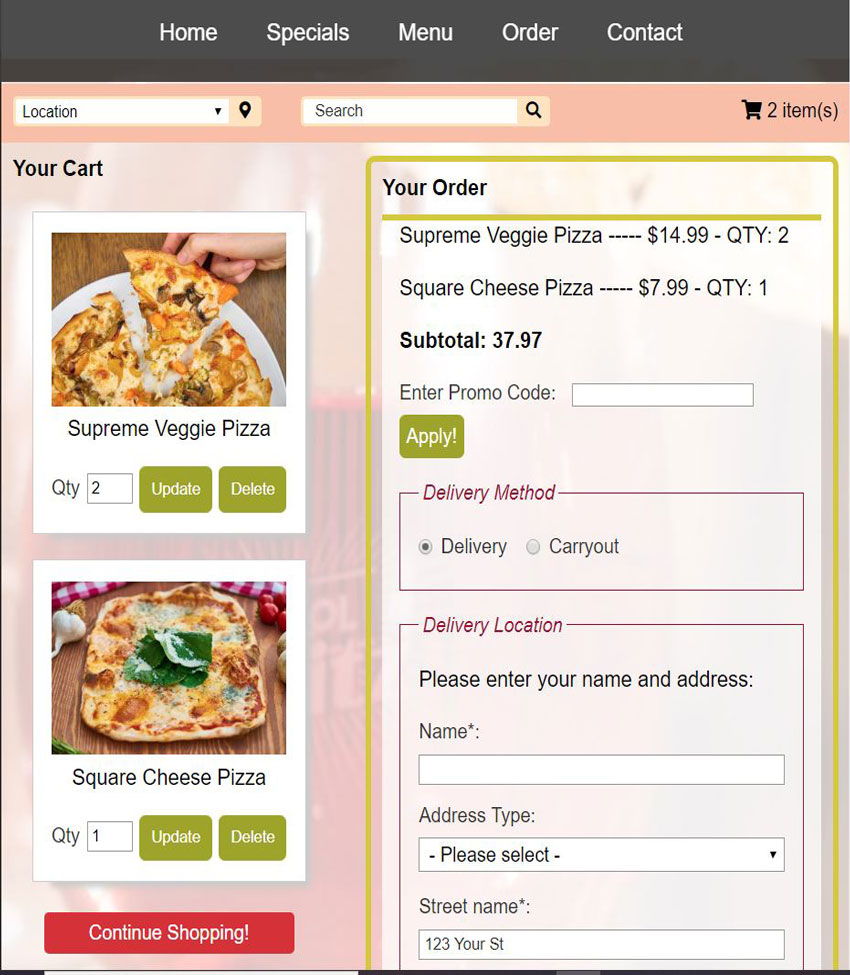 Home Specials Menu Order Contact
Location Search 2 item(s)
Your Cart
Supreme Veggie Pizza
Qty 2 Update Delete
Square Cheese Pizza
Qty 1 Update Delete
Continue Shopping!
Your Order
Supreme Veggie Pizza ----- $14.99 - QTY: 2
Square Cheese Pizza ----- $7.99 - QTY: 1
Subtotal: 37.97
Enter Promo Code:
Apply!
Delivery Method
Delivery Carryout
Delivery Location
Please enter your name and address:
Name*:
Address Type:
- Please select -
Street name*:
123 Your St